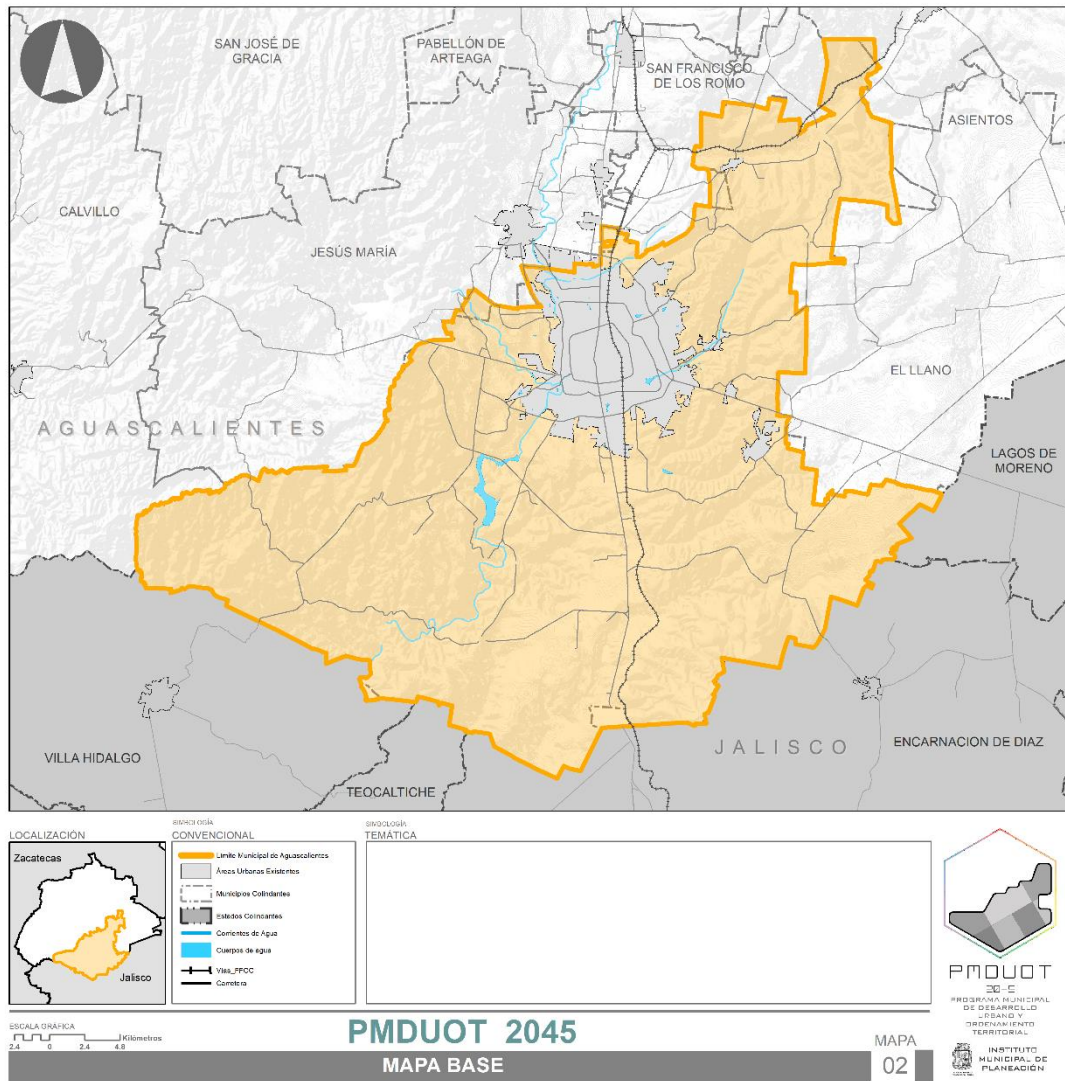 SAN JOSÉ DE
GRACIA
PABELLÓN DE
ARTEAGA
SAN FRANCISCO
DE LOS ROMO
ASIENTOS
CALVILLO
JESÚS MARÍA
EL LLANO
AGUASCALIENTES
LAGOS DE
MORENO
JALISCO
ENCARNACION DE DIAZ
VILLA HIDALGO
TEOCALTICHE
LOCALIZACIÓN
Zacatecas
Jalisco
SIMBOLOGÍA
CONVENCIONAL
Límite Municipal de Aguascalientes
Áreas Urbanas Existentes
Municipios Colindantes
Estados Colindantes
Corrientes de Agua
Cuerpos de agua
Vías_FFCC
Carretera
SIMBOLOGÍA
TEMÁTICA
PMDUOT
PROGRAMA MUNICIPAL
DE DESARROLLO
URBANO Y
ORDENAMIENTO
TERRITORIAL
INSTITUTO
MUNICIPAL DE
PLANEACIÓN
ESCALA GRÁFICA
2.4 0 2.4 4.8 Kilómetros
PMDUOT 2045
MAPA BASE
MAPA
02